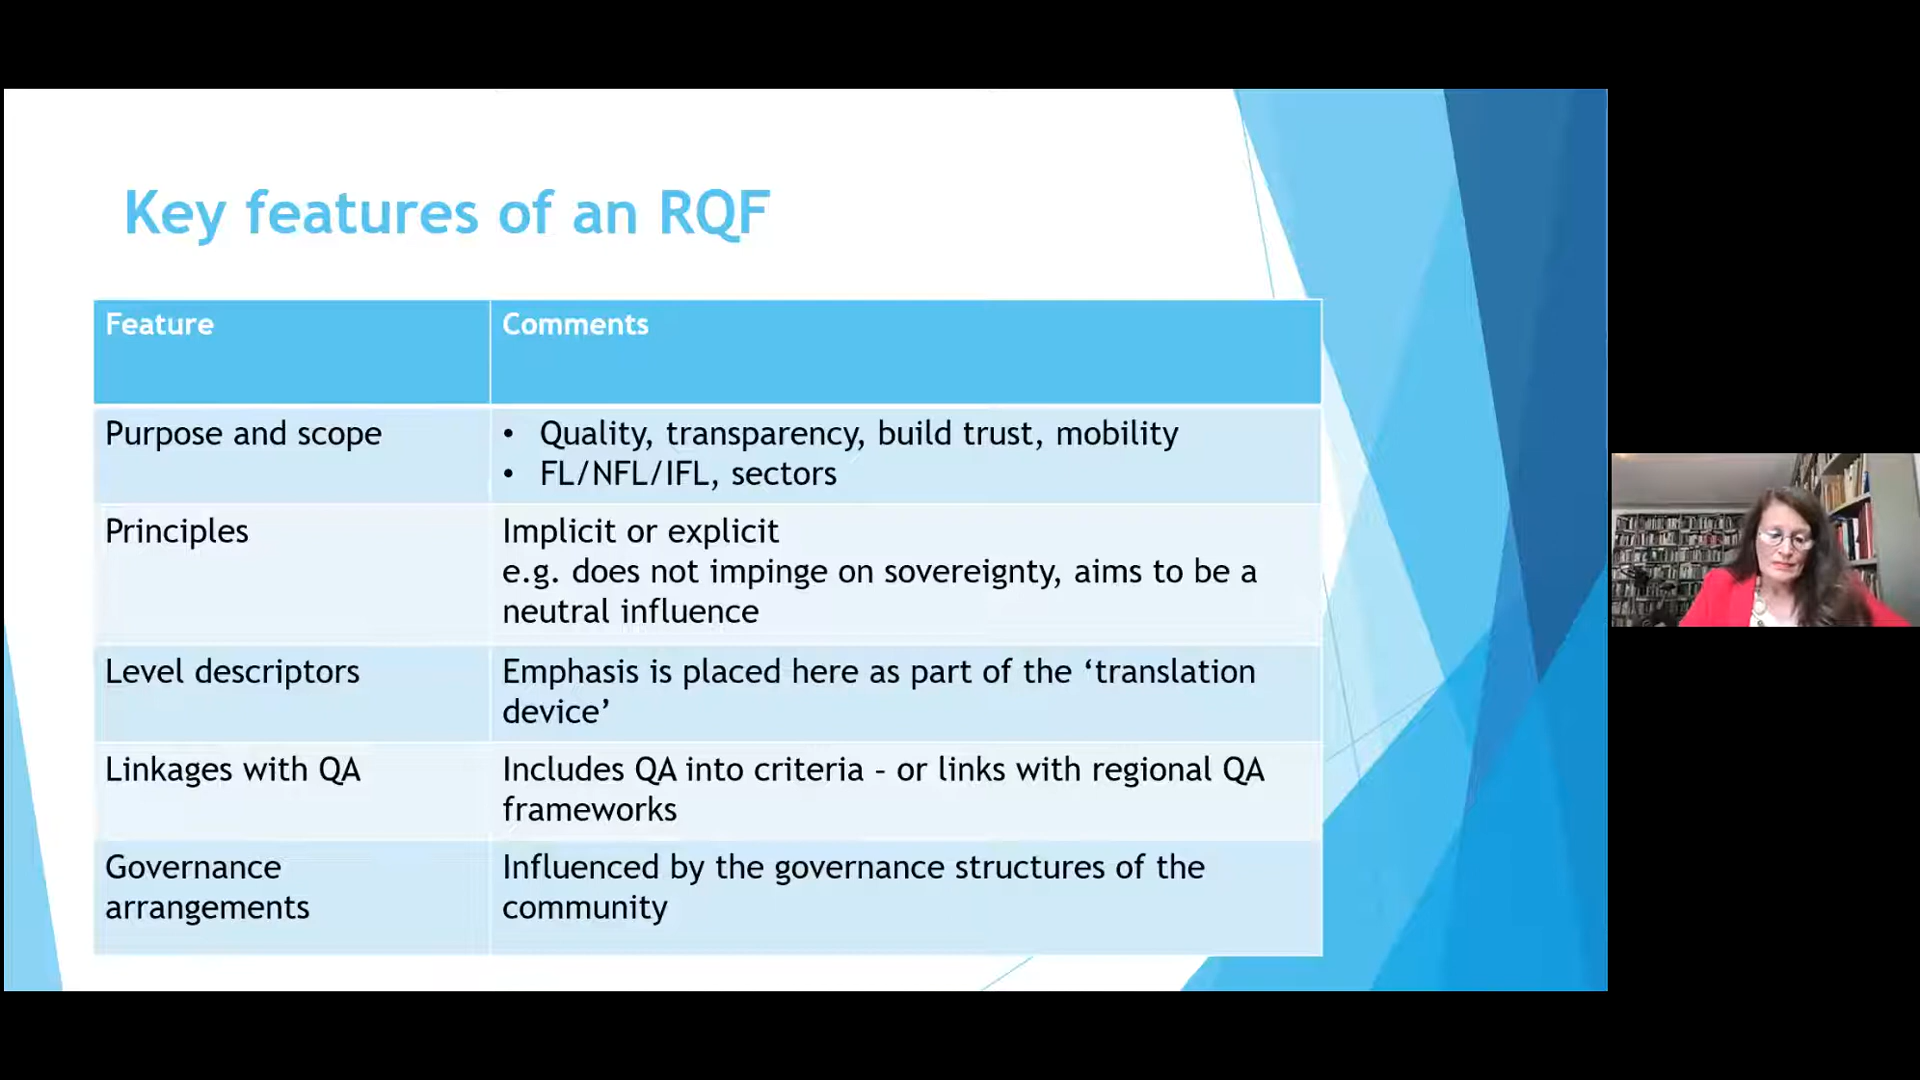 Key features of an RQF
Feature
Comments
Purpose and scope
• Quality, transparency, build trust, mobility
• FL/NFL/IFL, sectors
Principles
Implicit or explicit
e.g. does not impinge on sovereignty, aims to be a
neutral influence
Level descriptors
Emphasis is placed here as part of the ‘translation
device’
Linkages with QA
Includes QA into criteria – or links with regional QA
frameworks
Governance
arrangements
Influenced by the governance structures of the
community